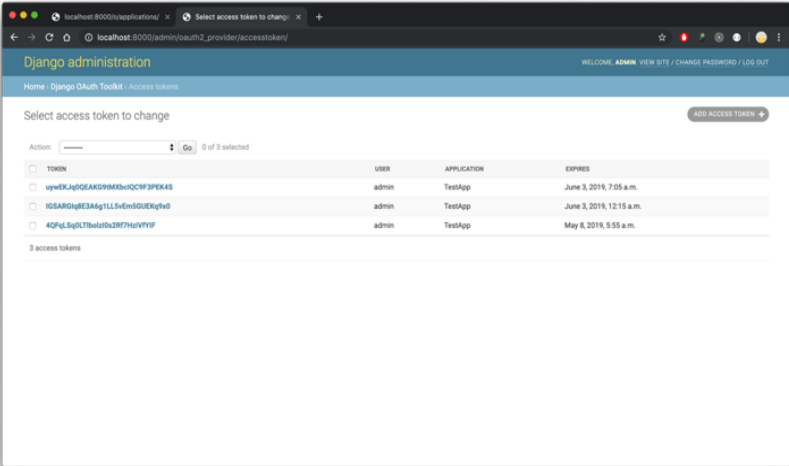 localhost:8000/o/applications/ ×
Select access token to change ×
+
localhost:8000/admin/oauth2_provider/accesstoken/
Django administration
WELCOME, ADMIN. VIEW SITE / CHANGE PASSWORD / LOG OUT
Home › Django OAuth Toolkit › Access tokens
Select access token to change
ADD ACCESS TOKEN +
Action: --------- Go 0 of 3 selected
TOKEN USER APPLICATION EXPIRES
admin TestApp June 3, 2019, 7:05 a.m.
admin TestApp June 3, 2019, 12:15 a.m.
admin TestApp May 8, 2019, 5:55 a.m.
3 access tokens